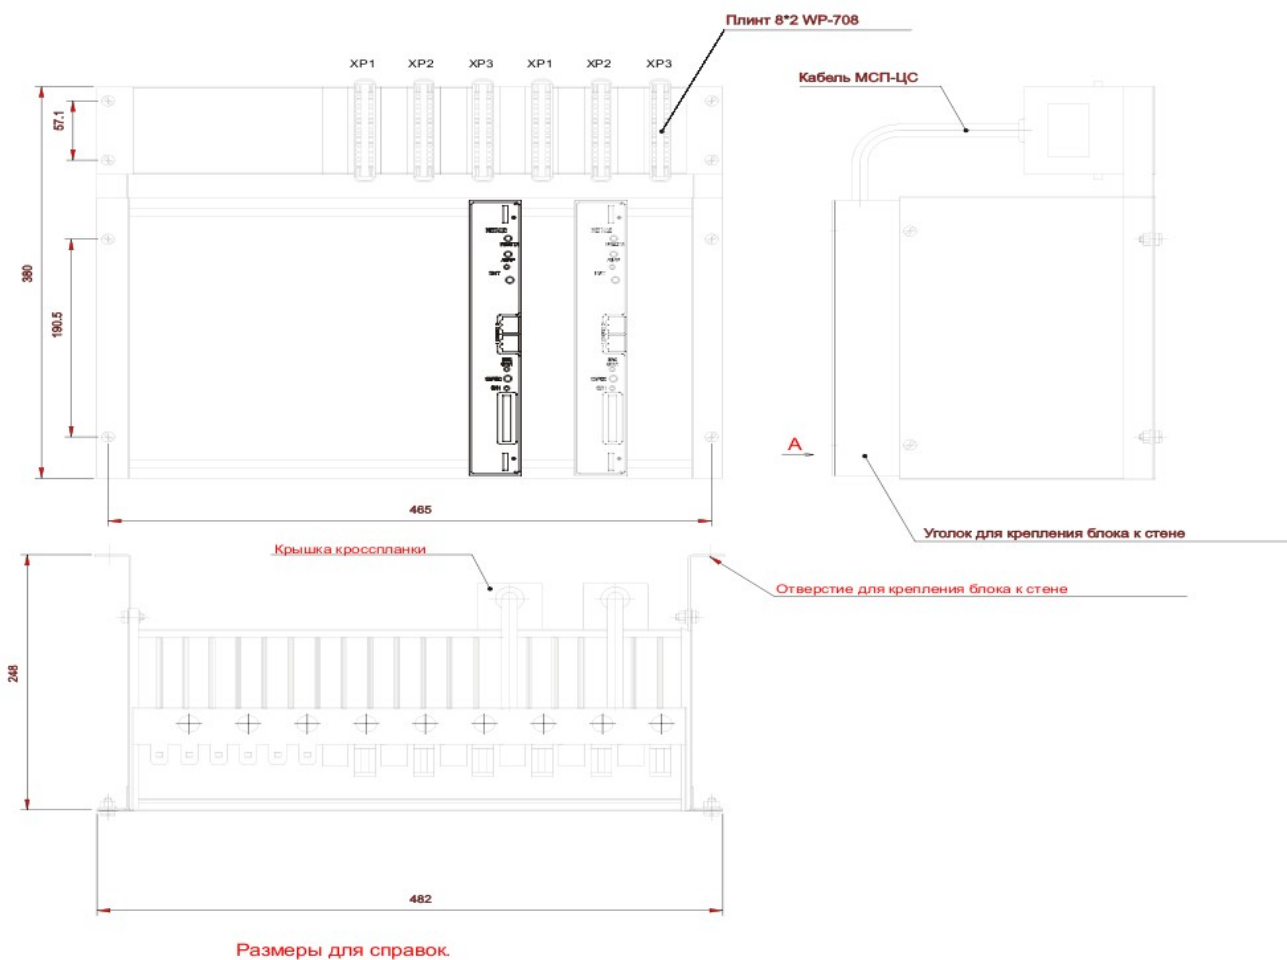 Плинт 8*2 WP-708
XP1 XP2 XP3 XP1 XP2 XP3
Кабель МСП-ЦС
57.1
380
190.5
А
465
Уголок для крепления блока к стене
Крышка кроссплапки
Отверстие для крепления блока к стене
248
482
Размеры для справок.